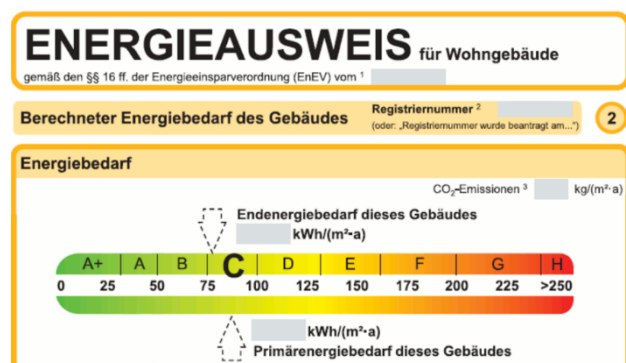 ENERGIEAUSWEIS für Wohngebäude
gemäß den §§ 16 ff. der Energieeinsparverordnung (EnEV) vom ¹
Berechneter Energiebedarf des Gebäudes
Registriernummer ²
(oder: „Registriernummer wurde beantragt am...“)
2
Energiebedarf
CO₂-Emissionen ³ kg/(m²·a)
Endenergiebedarf dieses Gebäudes
kWh/(m²·a)
A+ A B C D E F G H
0 25 50 75 100 125 150 175 200 225 >250
kWh/(m²·a)
Primärenergiebedarf dieses Gebäudes